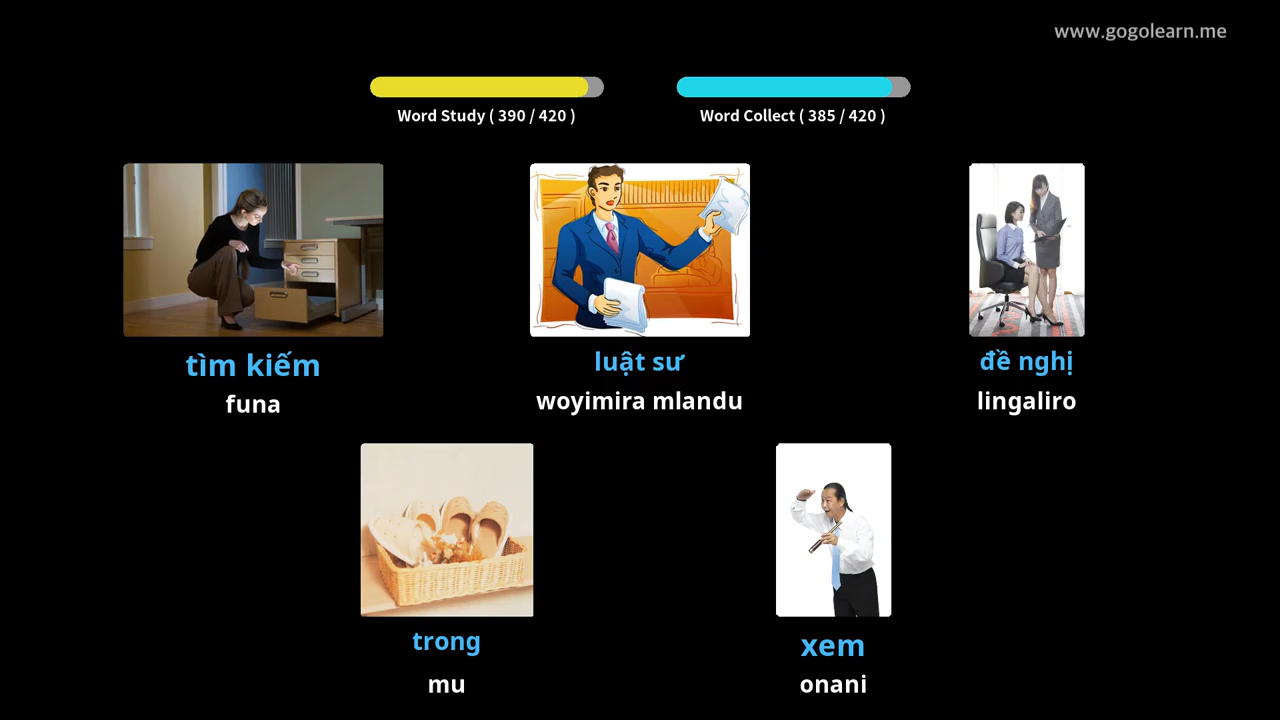 www.gogolearn.me
Word Study ( 390 / 420 )
Word Collect ( 385 / 420 )
tìm kiếm
funa
luật sư
woyimira mlandu
đề nghị
lingaliro
trong
mu
xem
onani